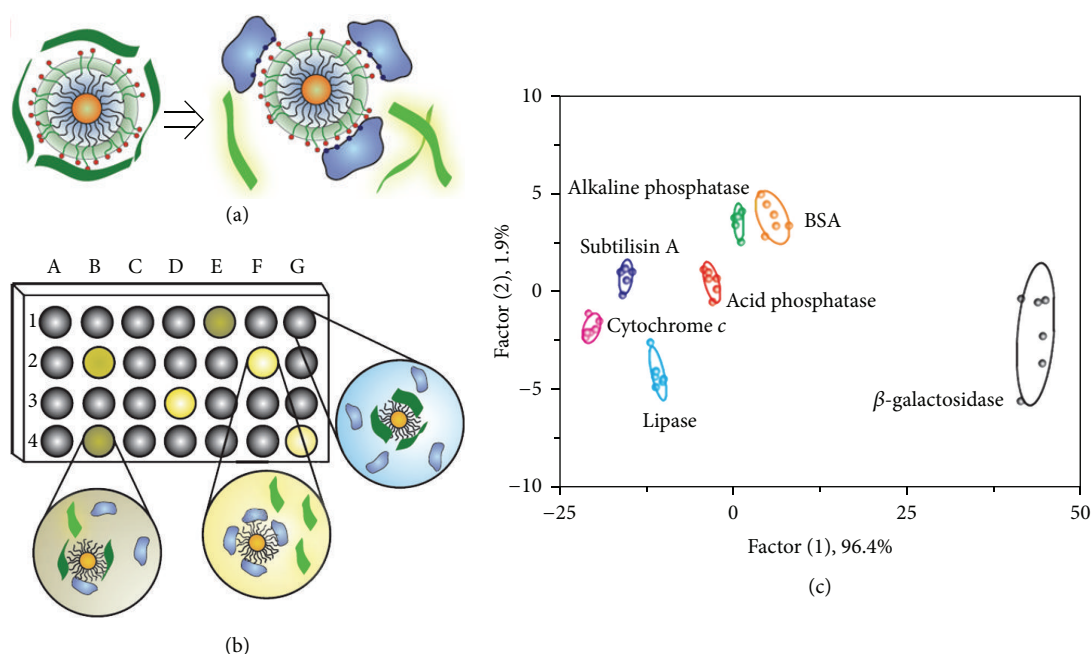 (a)
A B C D E F G
1
2
3
4
(b)
10
5
0
−5
−10
−25 0 25 50
Factor (2), 1.9%
Factor (1), 96.4%
Alkaline phosphatase
BSA
Subtilisin A
Acid phosphatase
Cytochrome c
Lipase
β-galactosidase
(c)